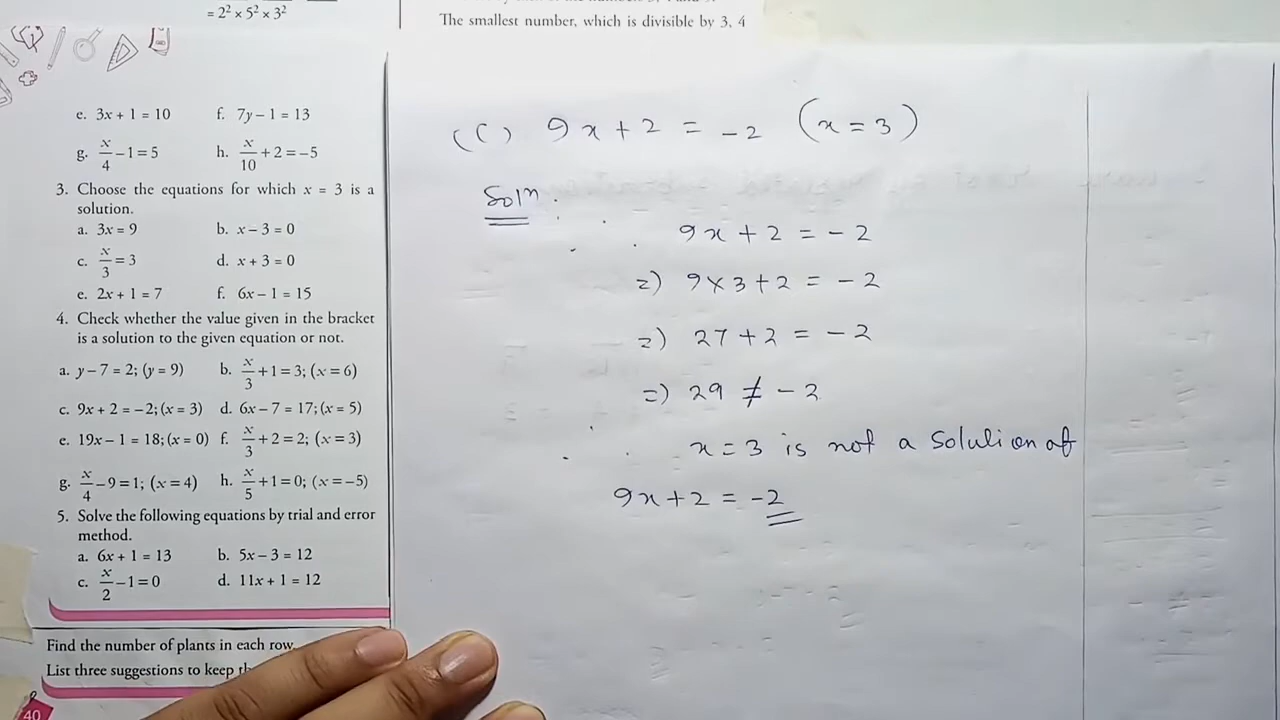 = 2² × 5² × 3²
The smallest number, which is divisible by 3, 4
e. 3x + 1 = 10 f. 7y – 1 = 13
g. x/4 – 1 = 5 h. x/10 + 2 = –5
3. Choose the equations for which x = 3 is a
solution.
a. 3x = 9 b. x – 3 = 0
c. x/3 = 3 d. x + 3 = 0
e. 2x + 1 = 7 f. 6x – 1 = 15
4. Check whether the value given in the bracket
is a solution to the given equation or not.
a. y – 7 = 2; (y = 9) b. x/3 + 1 = 3; (x = 6)
c. 9x + 2 = –2; (x = 3) d. 6x – 7 = 17; (x = 5)
e. 19x – 1 = 18; (x = 0) f. x/3 + 2 = 2; (x = 3)
g. x/4 – 9 = 1; (x = 4) h. x/5 + 1 = 0; (x = –5)
5. Solve the following equations by trial and error
method.
a. 6x + 1 = 13 b. 5x – 3 = 12
c. x/2 – 1 = 0 d. 11x + 1 = 12
Find the number of plants in each row.
List three suggestions to keep
40
(C) 9x + 2 = -2 (x = 3)
Soln:
∴ 9x + 2 = -2
=) 9 × 3 + 2 = -2
=) 27 + 2 = -2
=) 29 ≠ -2
∴ x = 3 is not a Solution of
9x + 2 = -2